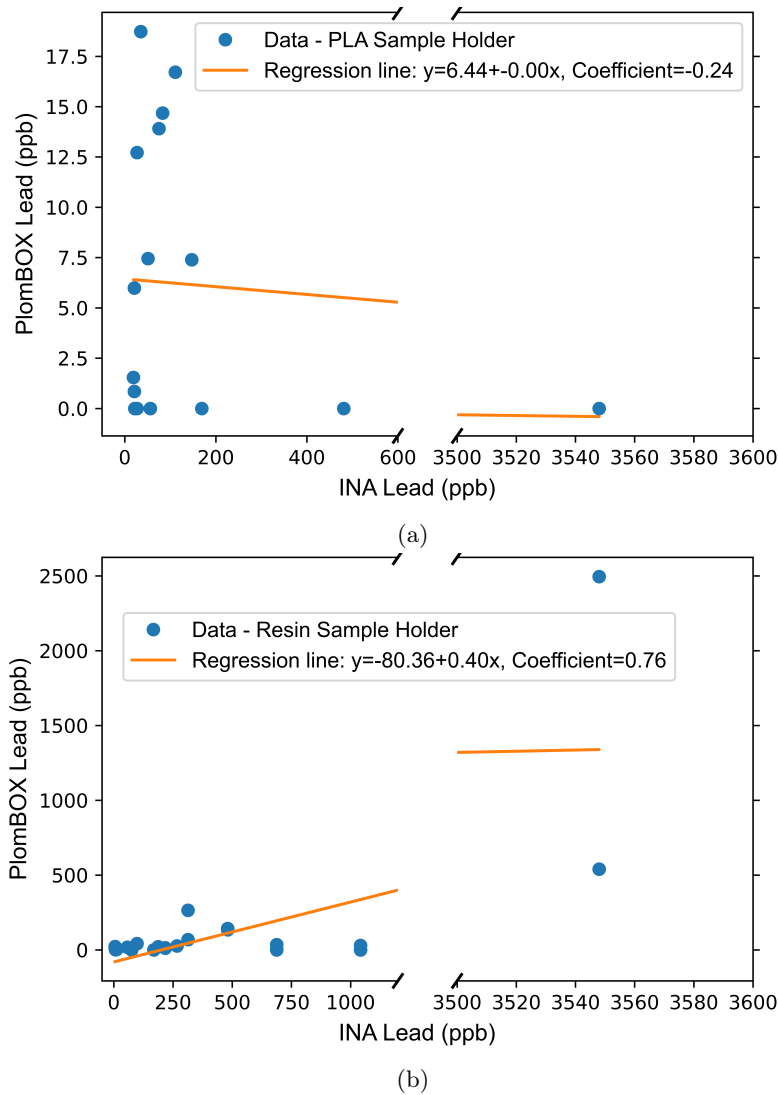 Data - PLA Sample Holder
Regression line: y=6.44+-0.00x, Coefficient=-0.24
PlomBOX Lead (ppb)
17.5
15.0
12.5
10.0
7.5
5.0
2.5
0.0
0 200 400 600 3500 3520 3540 3560 3580 3600
INA Lead (ppb)
(a)
Data - Resin Sample Holder
Regression line: y=-80.36+0.40x, Coefficient=0.76
PlomBOX Lead (ppb)
2500
2000
1500
1000
500
0
0 250 500 750 1000 3500 3520 3540 3560 3580 3600
INA Lead (ppb)
(b)